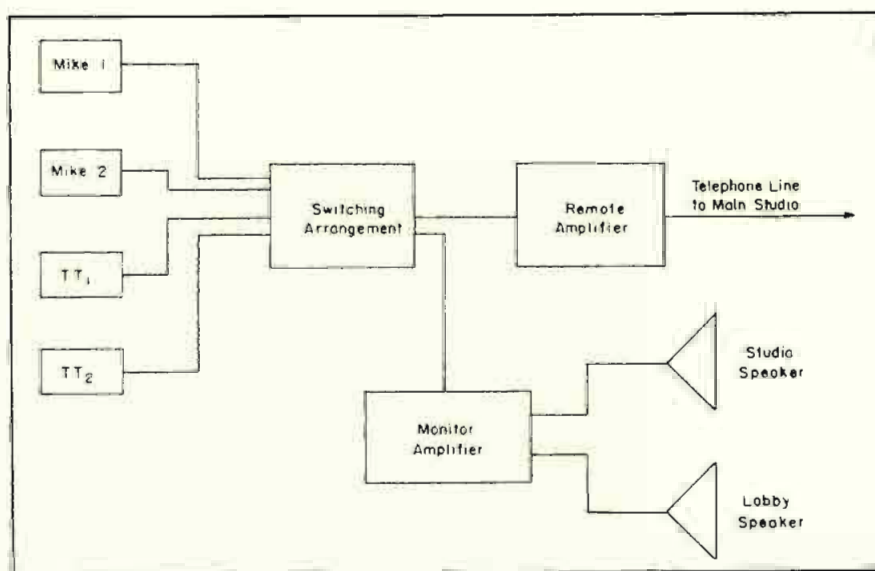 Mike 1
Mike 2
TT1
TT2
Switching
Arrangement
Remote
Amplifier
Telephone Line
to Main Studio
Monitor
Amplifier
Studio
Speaker
Lobby
Speaker